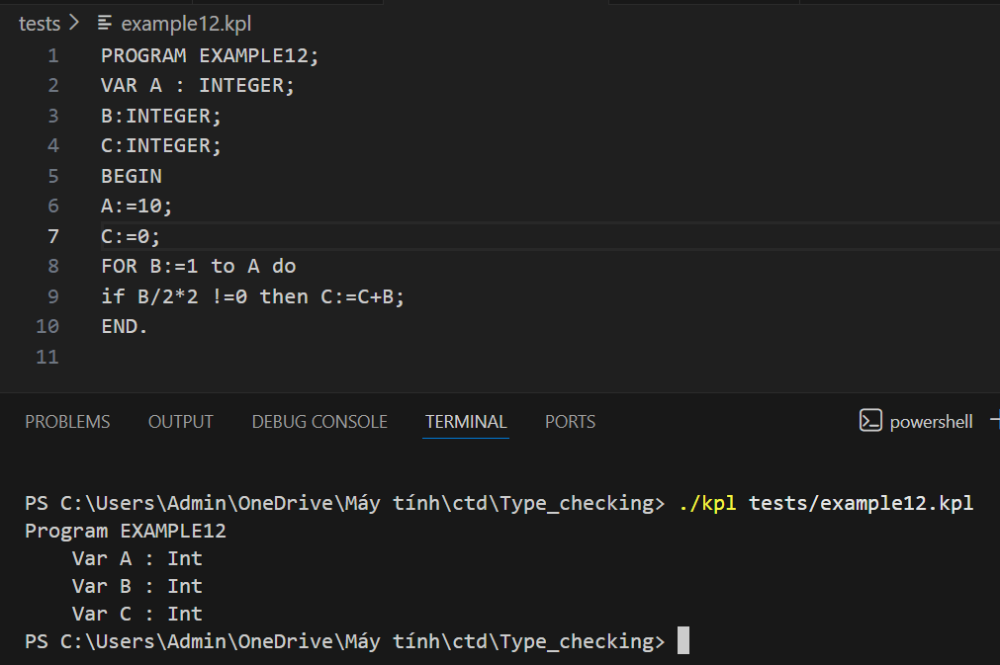 tests > example12.kpl
1 PROGRAM EXAMPLE12;
2 VAR A : INTEGER;
3 B:INTEGER;
4 C:INTEGER;
5 BEGIN
6 A:=10;
7 C:=0;
8 FOR B:=1 to A do
9 if B/2*2 !=0 then C:=C+B;
10 END.
11
PROBLEMS OUTPUT DEBUG CONSOLE TERMINAL PORTS powershell
PS C:\Users\Admin\OneDrive\Máy tính\ctd\Type_checking> ./kpl tests/example12.kpl
Program EXAMPLE12
    Var A : Int
    Var B : Int
    Var C : Int
PS C:\Users\Admin\OneDrive\Máy tính\ctd\Type_checking>